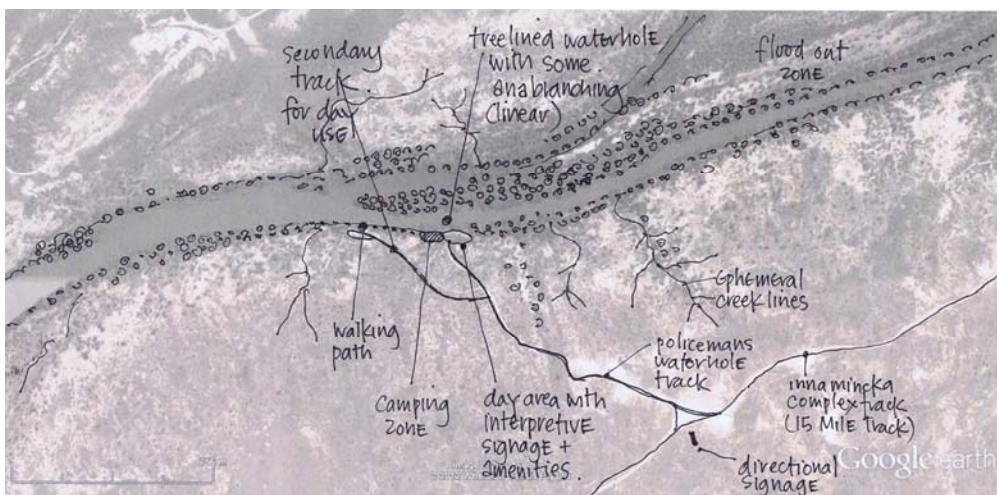 secondary
track
for day
USE
treelined waterhole
with some
anabranching
(linear)
flood out
zone
Ephemeral
creek lines
walking
path
camping
zone
day area with
interpretive
signage +
amenities.
policemans
waterhole
track
innamincka
complex track
(15 MILE TRACK)
directional
signage
Google earth